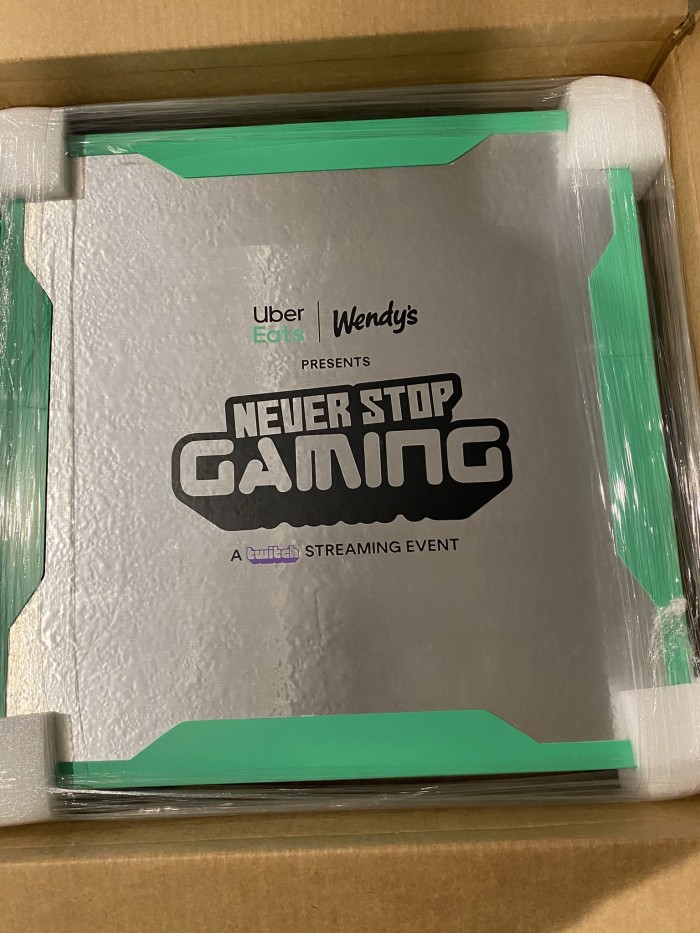 Uber Eats | Wendy's
PRESENTS
NEVER STOP
GAMING
A twitch STREAMING EVENT